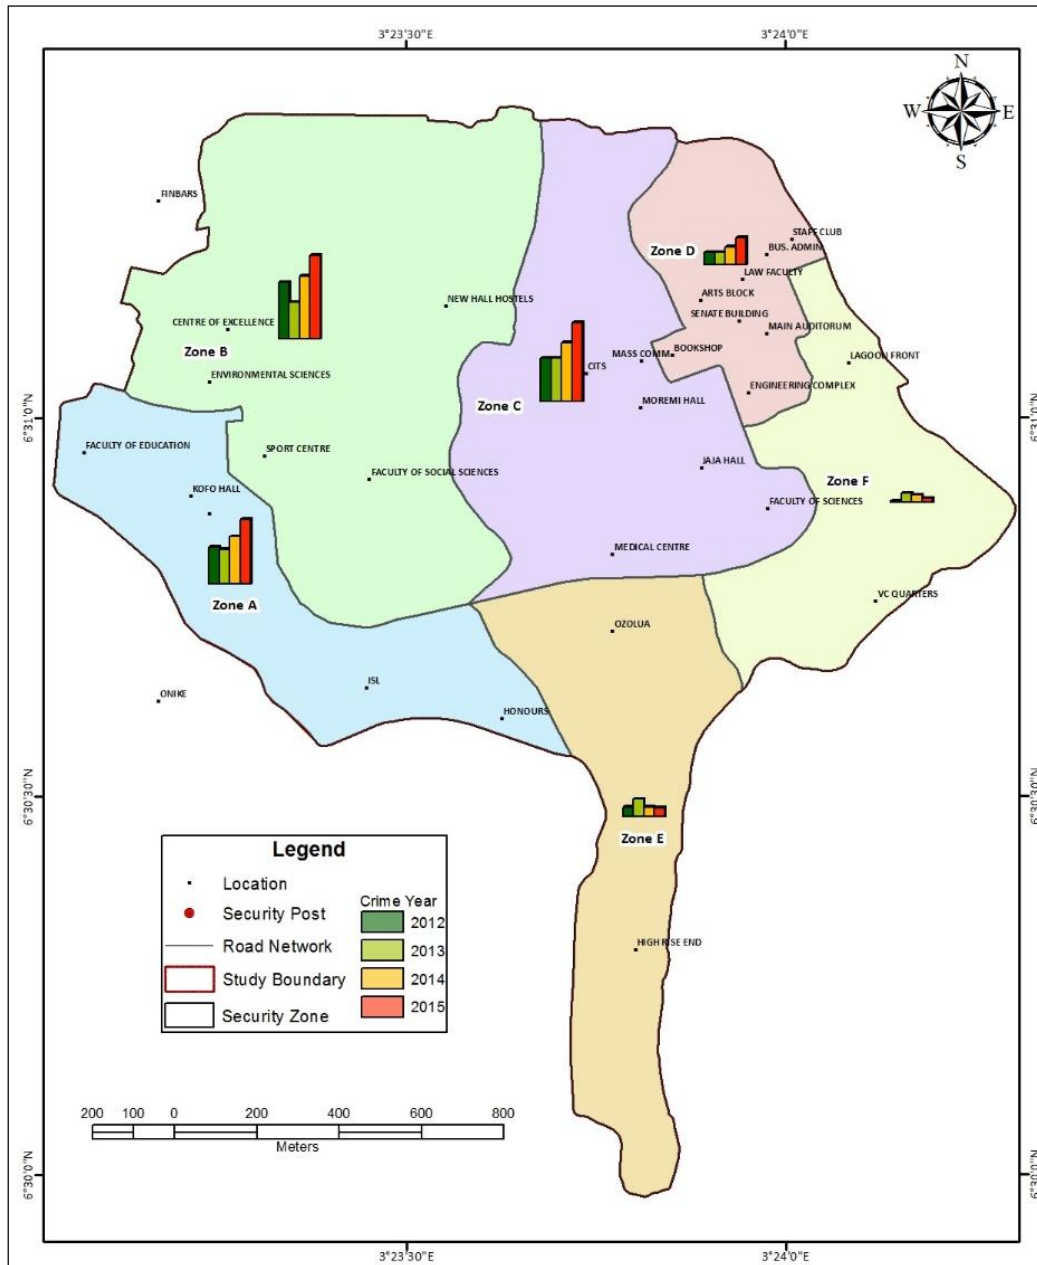 3°23'30"E 3°24'0"E
N
W E
S
FINBARS
STAFF CLUB
Zone D
BUS. ADMIN
LAW FACULTY
ARTS BLOCK
NEW HALL HOSTELS
SENATE BUILDING
CENTRE OF EXCELLENCE
MAIN AUDITORIUM
Zone B
MASS COMM
BOOKSHOP
LAGOON FRONT
CITS
ENVIRONMENTAL SCIENCES
ENGINEERING COMPLEX
Zone C
MOREMI HALL
6°31'0"N
6°31'0"N
FACULTY OF EDUCATION
SPORT CENTRE
JAJA HALL
FACULTY OF SOCIAL SCIENCES
Zone F
KOFO HALL
FACULTY OF SCIENCES
MEDICAL CENTRE
VC QUARTERS
Zone A
OZOLUA
ISL
ONIKE
HONOURS
6°30'30"N
6°30'30"N
Zone E
HIGH RISE END
Legend
Location
Security Post
Road Network
Study Boundary
Security Zone
Crime Year
2012
2013
2014
2015
200 100 0 200 400 600 800
Meters
6°30'0"N
6°30'0"N
3°23'30"E 3°24'0"E